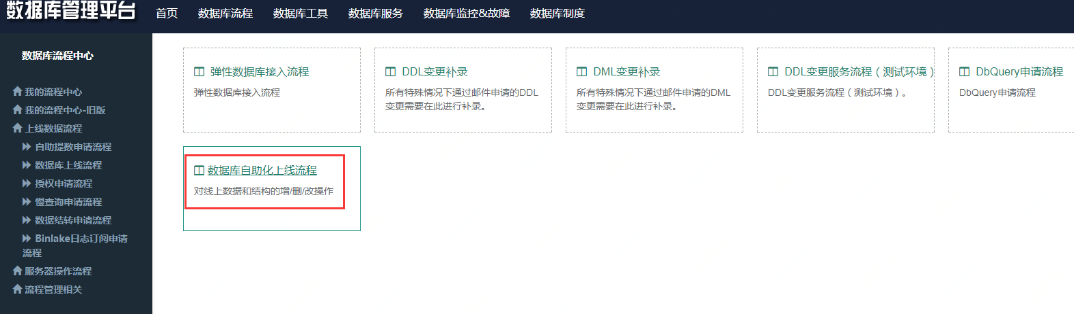 数据库管理平台
首页 数据库流程 数据库工具 数据库服务 数据库监控&故障 数据库制度
数据库流程中心
我的流程中心
我的流程中心-旧版
上线数据流程
自助提数申请流程
数据库上线流程
授权申请流程
慢查询申请流程
数据结转申请流程
Binlake日志订阅申请
流程
服务器操作流程
流程管理相关
弹性数据库接入流程
弹性数据库接入流程
DDL变更补录
所有特殊情况下通过邮件申请的DDL
变更需要在此进行补录。
DML变更补录
所有特殊情况下通过邮件申请的DML
变更需要在此进行补录。
DDL变更服务流程（测试环境）
DDL变更服务流程（测试环境）。
DbQuery申请流程
DbQuery申请流程
数据库自助化上线流程
对线上数据和结构的增/删/改操作